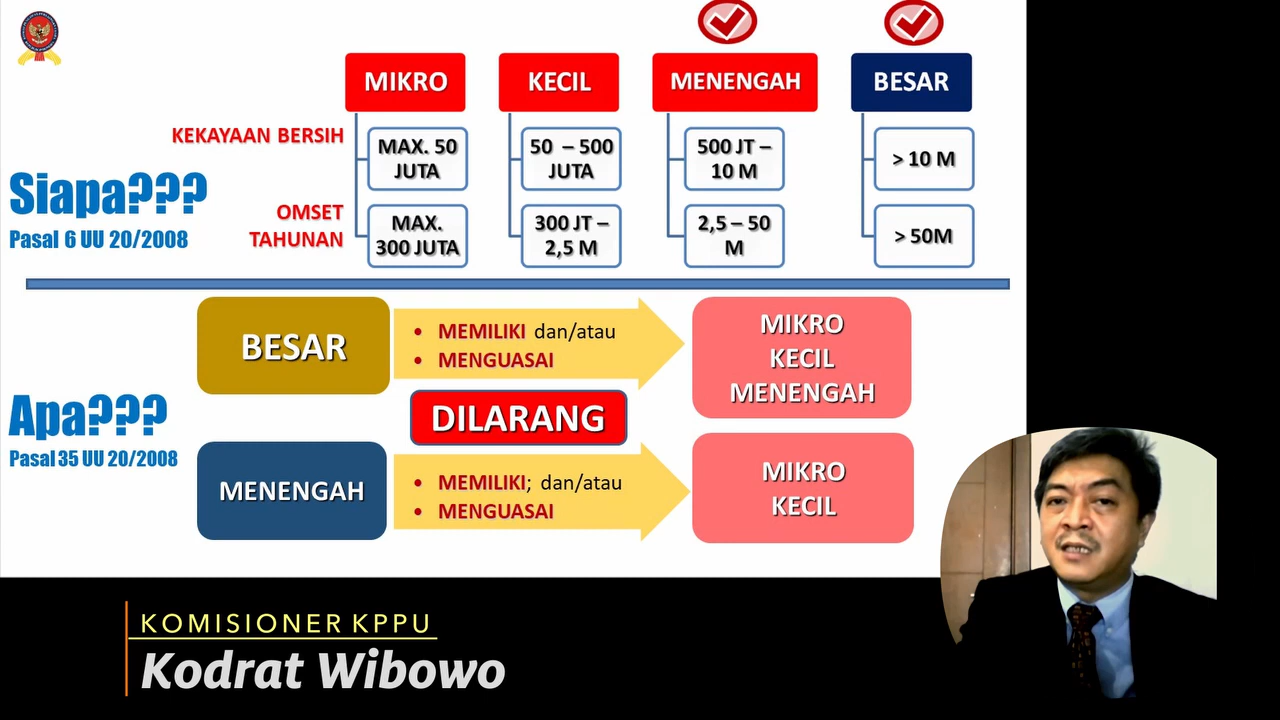 MIKRO
KECIL
MENENGAH
BESAR
KEKAYAAN BERSIH
MAX. 50
JUTA
50 – 500
JUTA
500 JT –
10 M
> 10 M
Siapa???
Pasal 6 UU 20/2008
OMSET
TAHUNAN
MAX.
300 JUTA
300 JT –
2,5 M
2,5 – 50
M
> 50M
BESAR
• MEMILIKI dan/atau
• MENGUASAI
MIKRO
KECIL
MENENGAH
Apa???
Pasal 35 UU 20/2008
DILARANG
MENENGAH
• MEMILIKI; dan/atau
• MENGUASAI
MIKRO
KECIL
KOMISIONER KPPU
Kodrat Wibowo